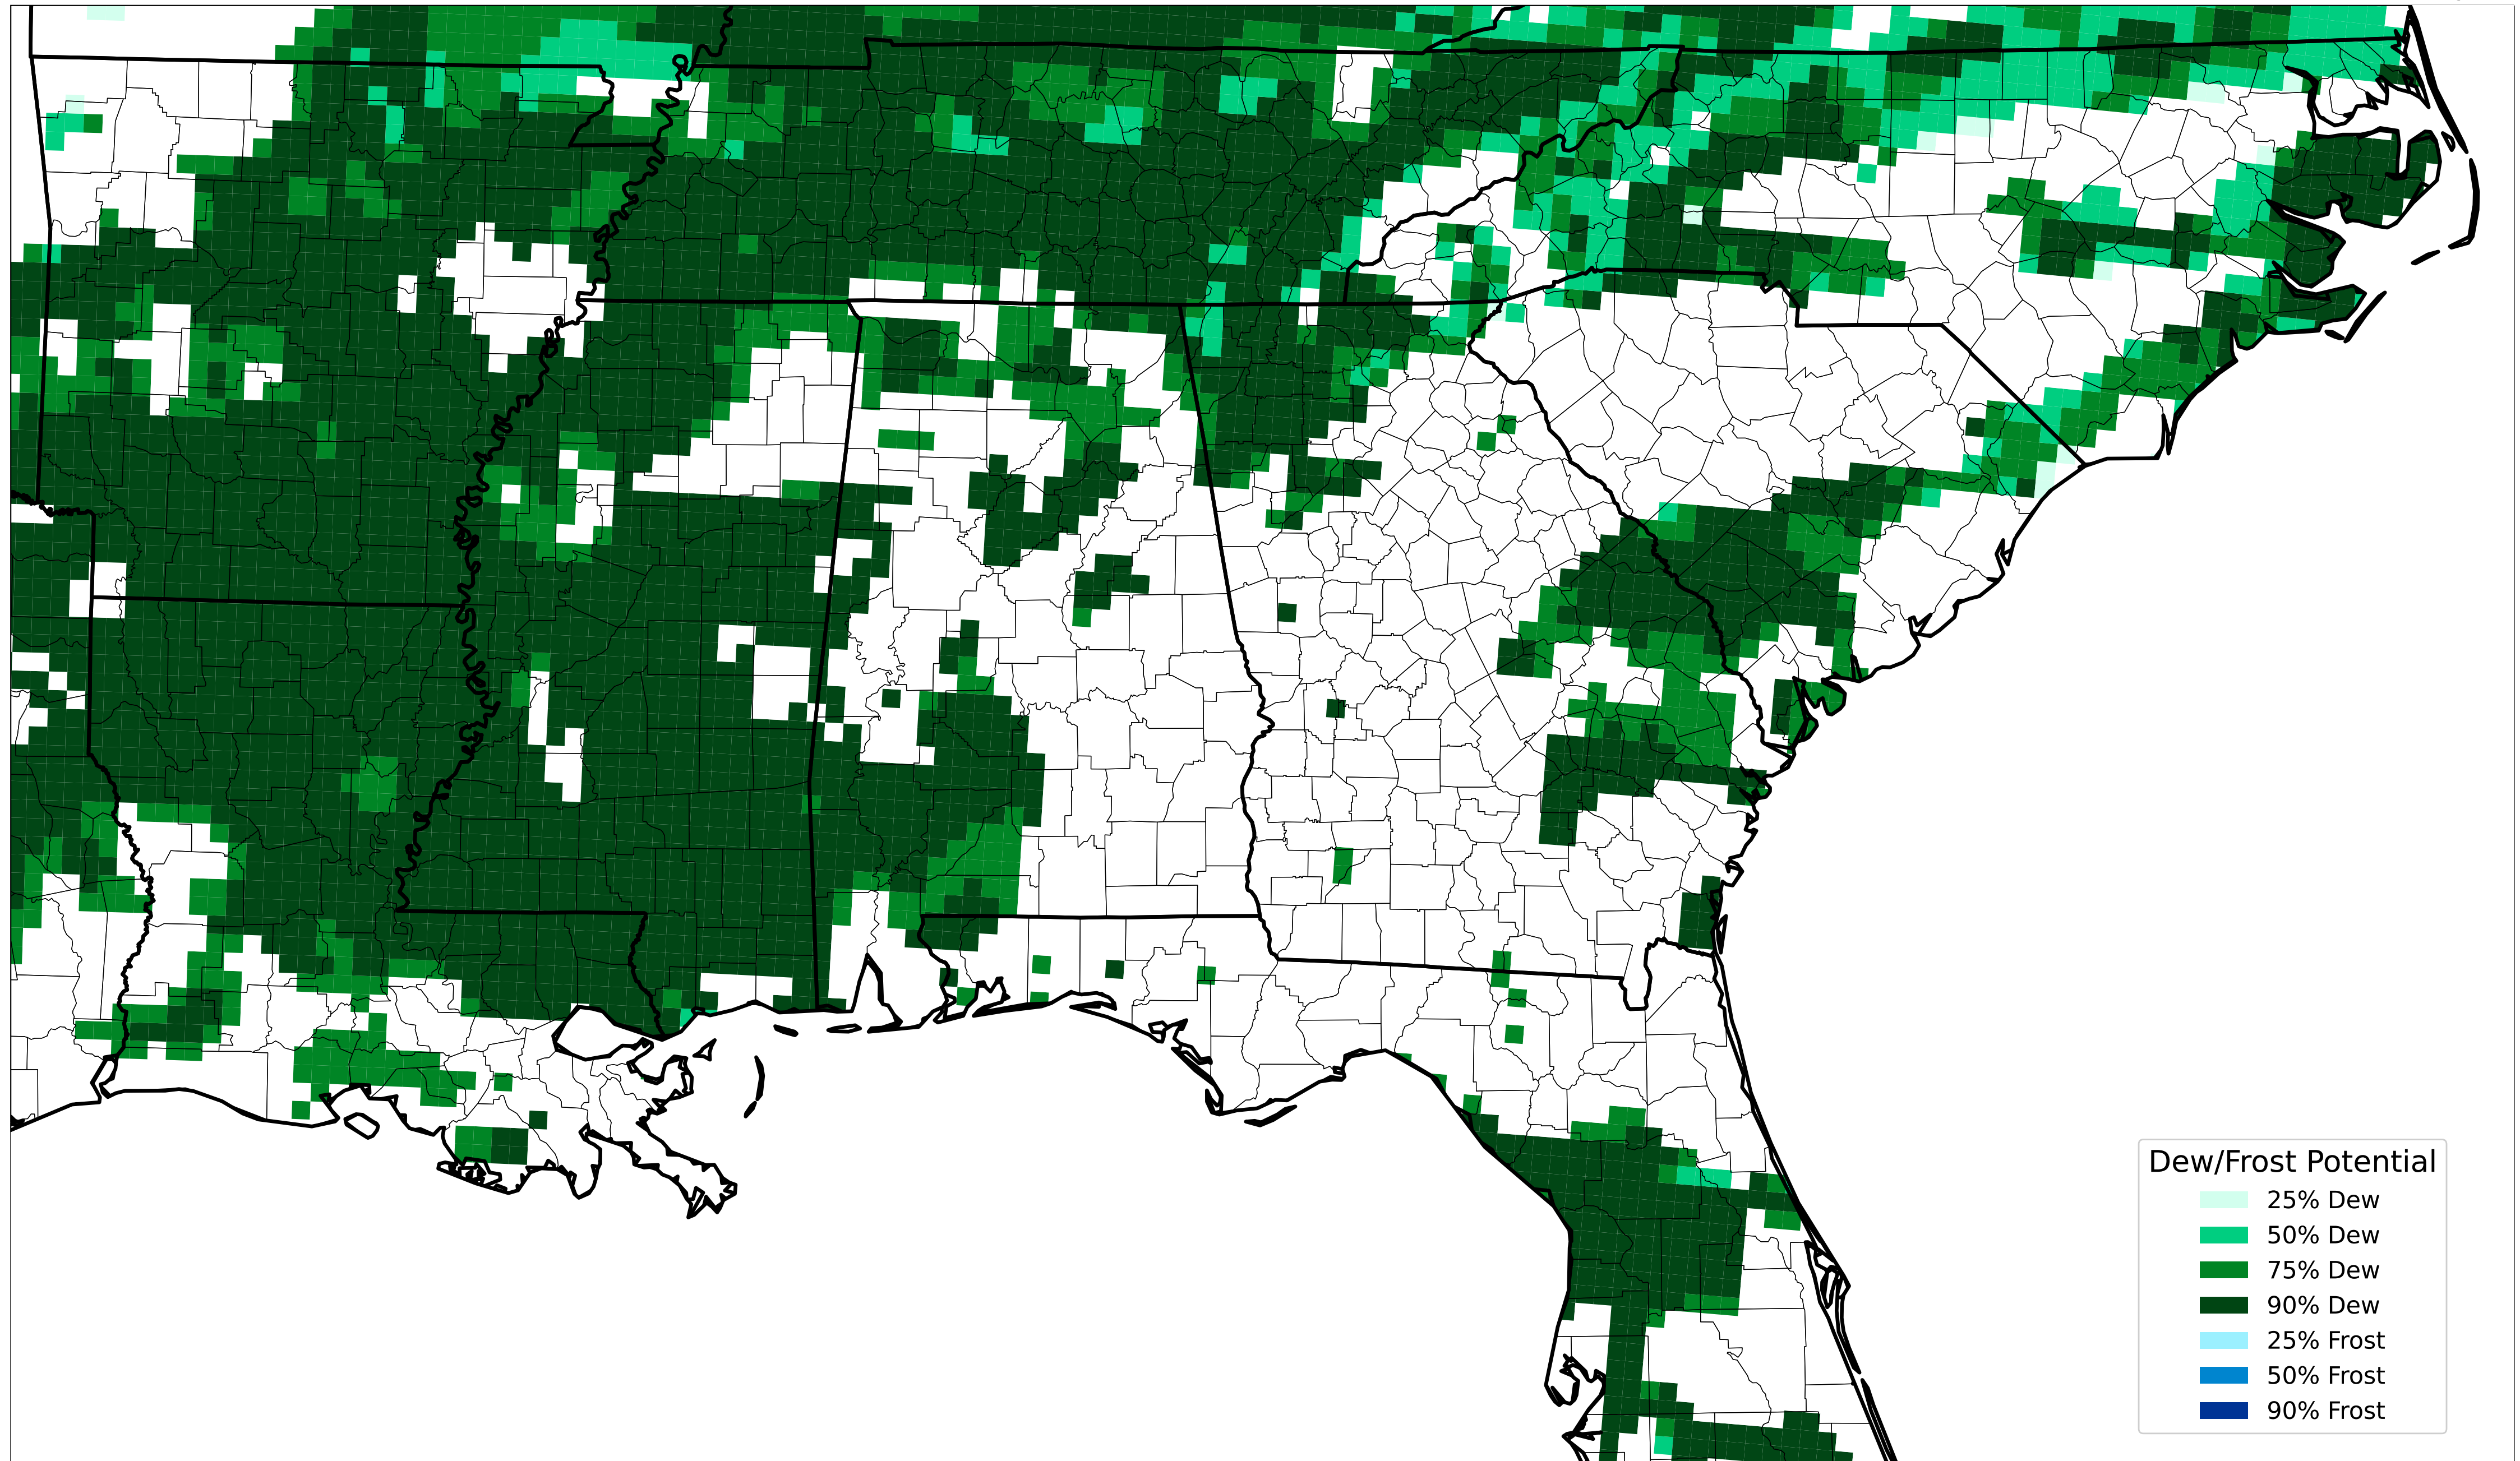 Dew/Frost Potential
25% Dew
50% Dew
75% Dew
90% Dew
25% Frost
50% Frost
90% Frost